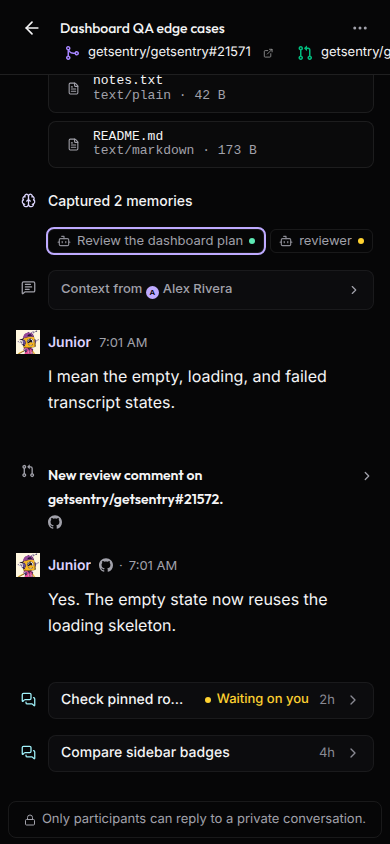 Dashboard QA edge cases
getsentry/getsentry#21571 getsentry/g
notes.txt
text/plain · 42 B
README.md
text/markdown · 173 B
Captured 2 memories
Review the dashboard plan reviewer
Context from A Alex Rivera
Junior 7:01 AM
I mean the empty, loading, and failed
transcript states.
New review comment on
getsentry/getsentry#21572.
Junior · 7:01 AM
Yes. The empty state now reuses the
loading skeleton.
Check pinned ro... Waiting on you 2h
Compare sidebar badges 4h
Only participants can reply to a private conversation.